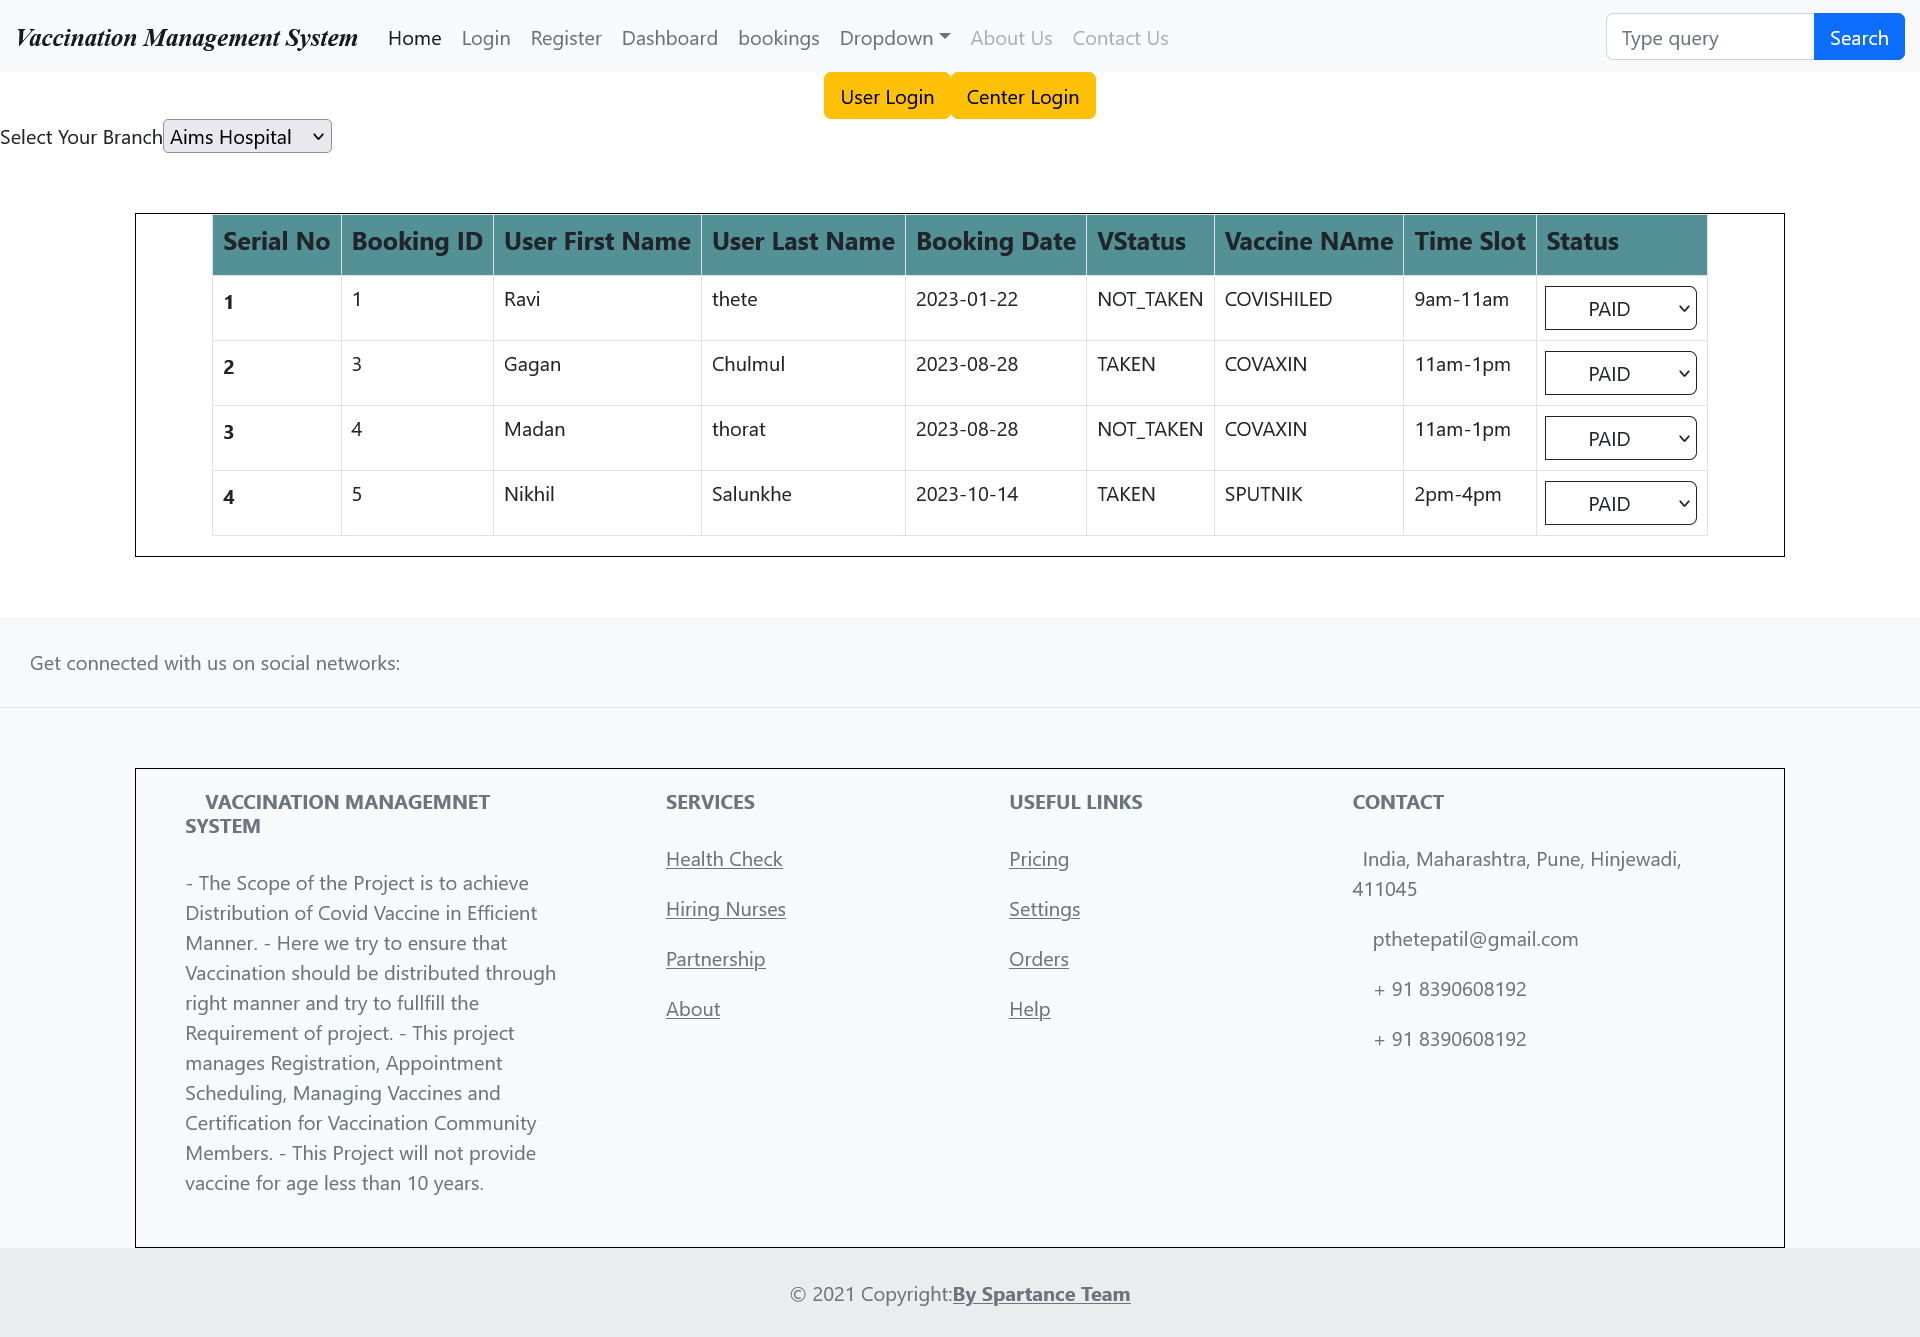 Vaccination Management System Home Login Register Dashboard bookings Dropdown About Us Contact Us Type query Search
User Login Center Login
Select Your Branch Aims Hospital
Serial No Booking ID User First Name User Last Name Booking Date VStatus Vaccine NAme Time Slot Status
1 1 Ravi thete 2023-01-22 NOT_TAKEN COVISHILED 9am-11am PAID
2 3 Gagan Chulmul 2023-08-28 TAKEN COVAXIN 11am-1pm PAID
3 4 Madan thorat 2023-08-28 NOT_TAKEN COVAXIN 11am-1pm PAID
4 5 Nikhil Salunkhe 2023-10-14 TAKEN SPUTNIK 2pm-4pm PAID
Get connected with us on social networks:
VACCINATION MANAGEMNET
SYSTEM
- The Scope of the Project is to achieve
Distribution of Covid Vaccine in Efficient
Manner. - Here we try to ensure that
Vaccination should be distributed through
right manner and try to fullfill the
Requirement of project. - This project
manages Registration, Appointment
Scheduling, Managing Vaccines and
Certification for Vaccination Community
Members. - This Project will not provide
vaccine for age less than 10 years.
SERVICES
Health Check
Hiring Nurses
Partnership
About
USEFUL LINKS
Pricing
Settings
Orders
Help
CONTACT
India, Maharashtra, Pune, Hinjewadi,
411045
pthetepatil@gmail.com
+ 91 8390608192
+ 91 8390608192
© 2021 Copyright:By Spartance Team